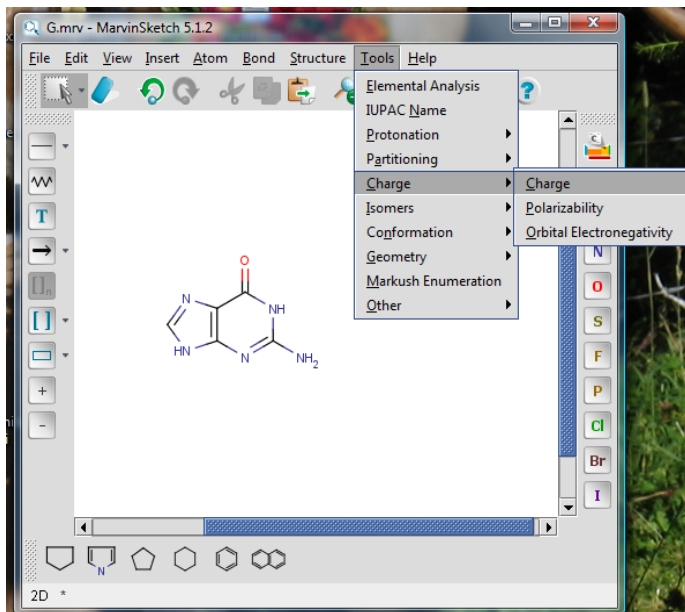 G.mrv - MarvinSketch 5.1.2
File Edit View Insert Atom Bond Structure Tools Help
Elemental Analysis
IUPAC Name
Protonation
Partitioning
Charge
Isomers
Conformation
Geometry
Markush Enumeration
Other
Charge
Polarizability
Orbital Electronegativity
?
C
N
O
S
F
P
Cl
Br
I
T
[]n
[]
+
-
O
N
NH
HN
N
NH2
N
2D *